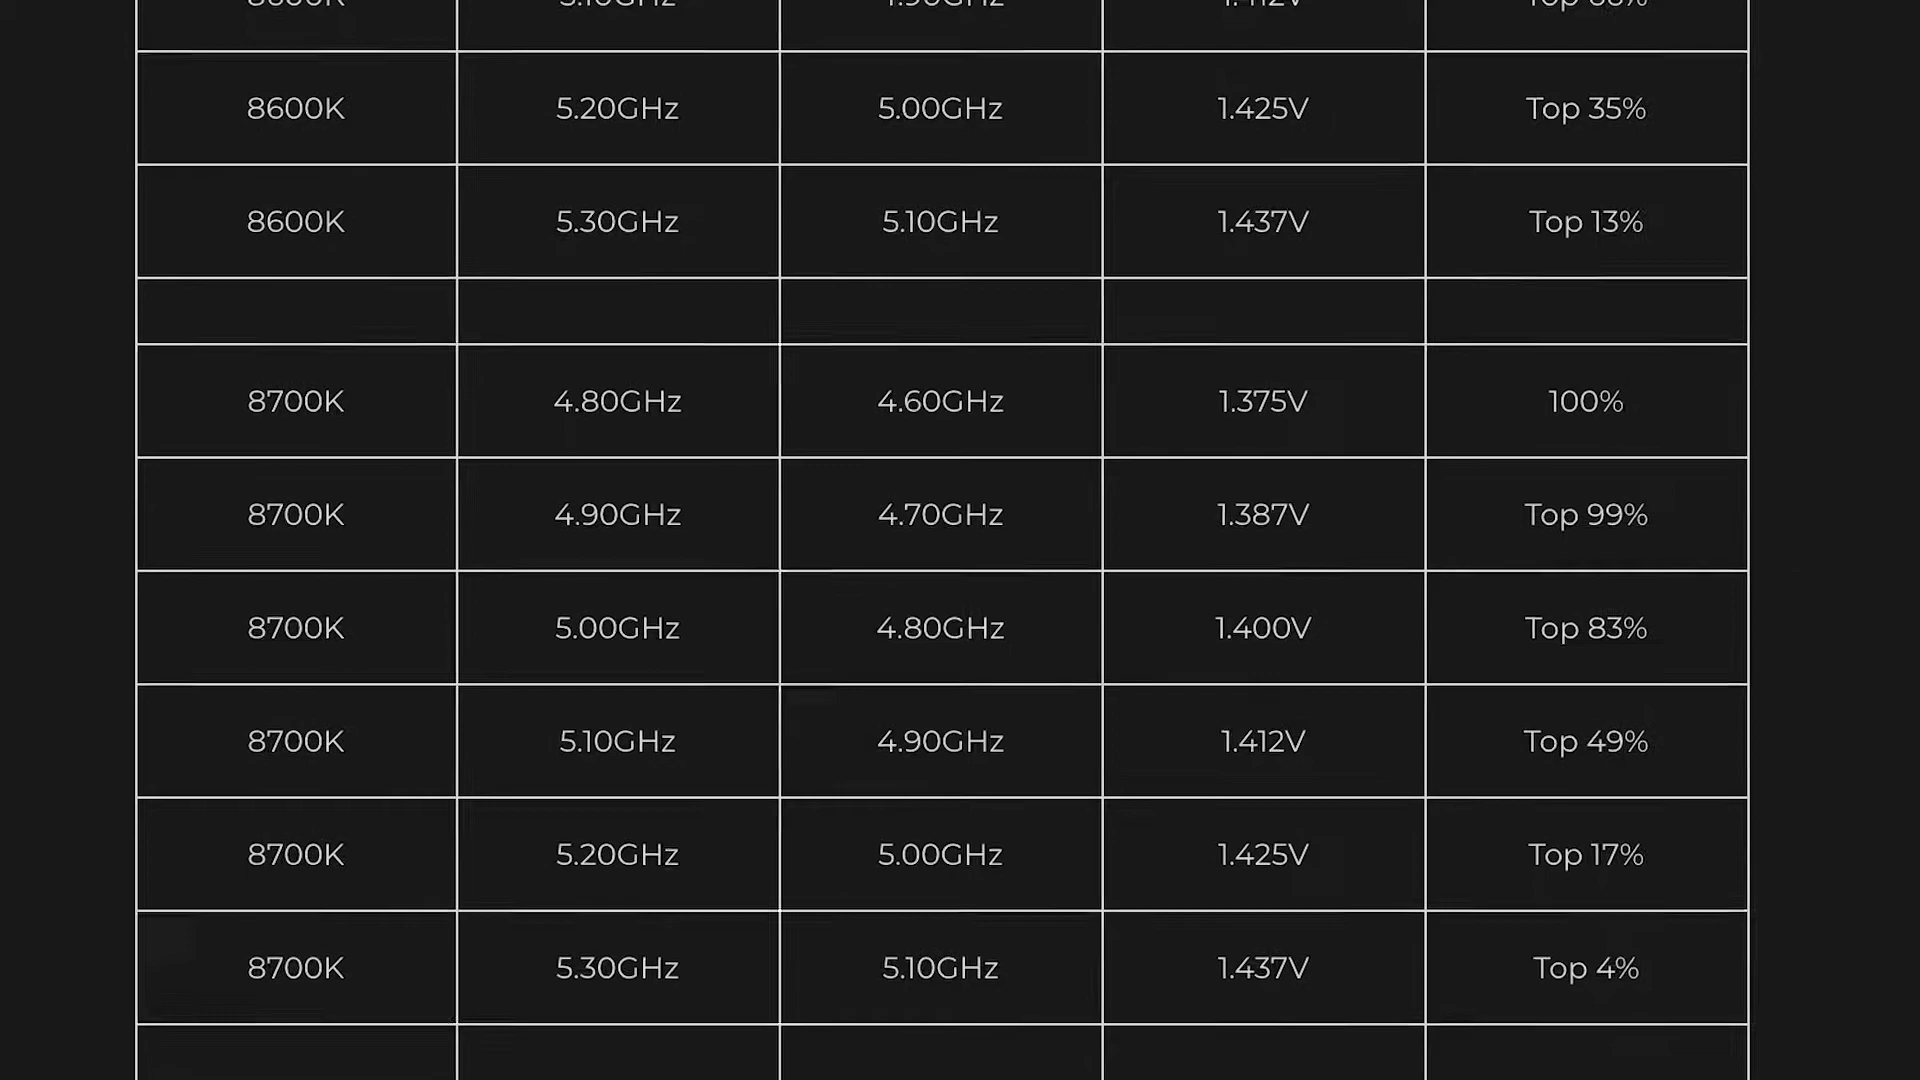 8600K 5.20GHz 5.00GHz 1.425V Top 35%
8600K 5.30GHz 5.10GHz 1.437V Top 13%
8700K 4.80GHz 4.60GHz 1.375V 100%
8700K 4.90GHz 4.70GHz 1.387V Top 99%
8700K 5.00GHz 4.80GHz 1.400V Top 83%
8700K 5.10GHz 4.90GHz 1.412V Top 49%
8700K 5.20GHz 5.00GHz 1.425V Top 17%
8700K 5.30GHz 5.10GHz 1.437V Top 4%